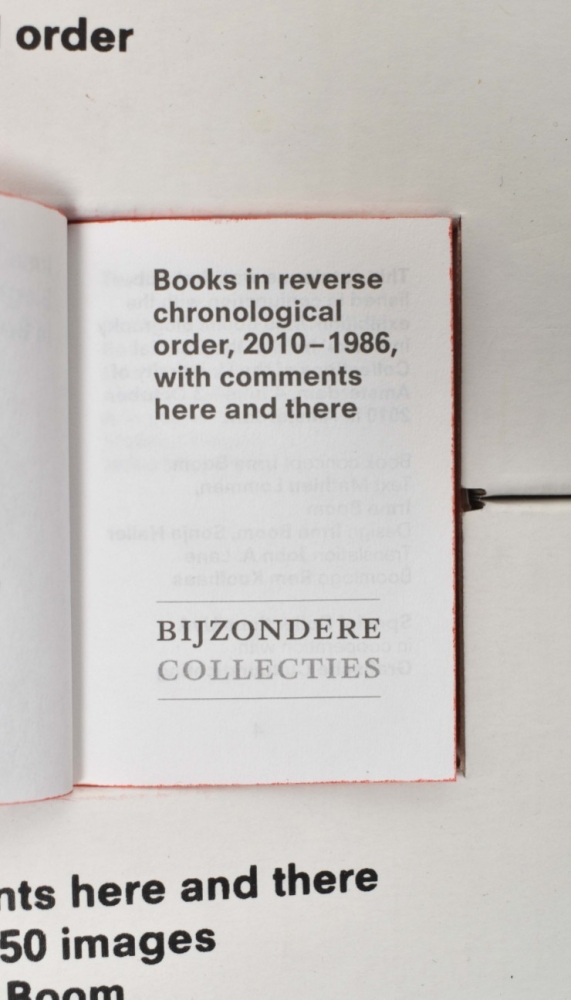 order
Books in reverse
chronological
order, 2010–1986,
with comments
here and there
BIJZONDERE
COLLECTIES
here and there
50 images
Boom